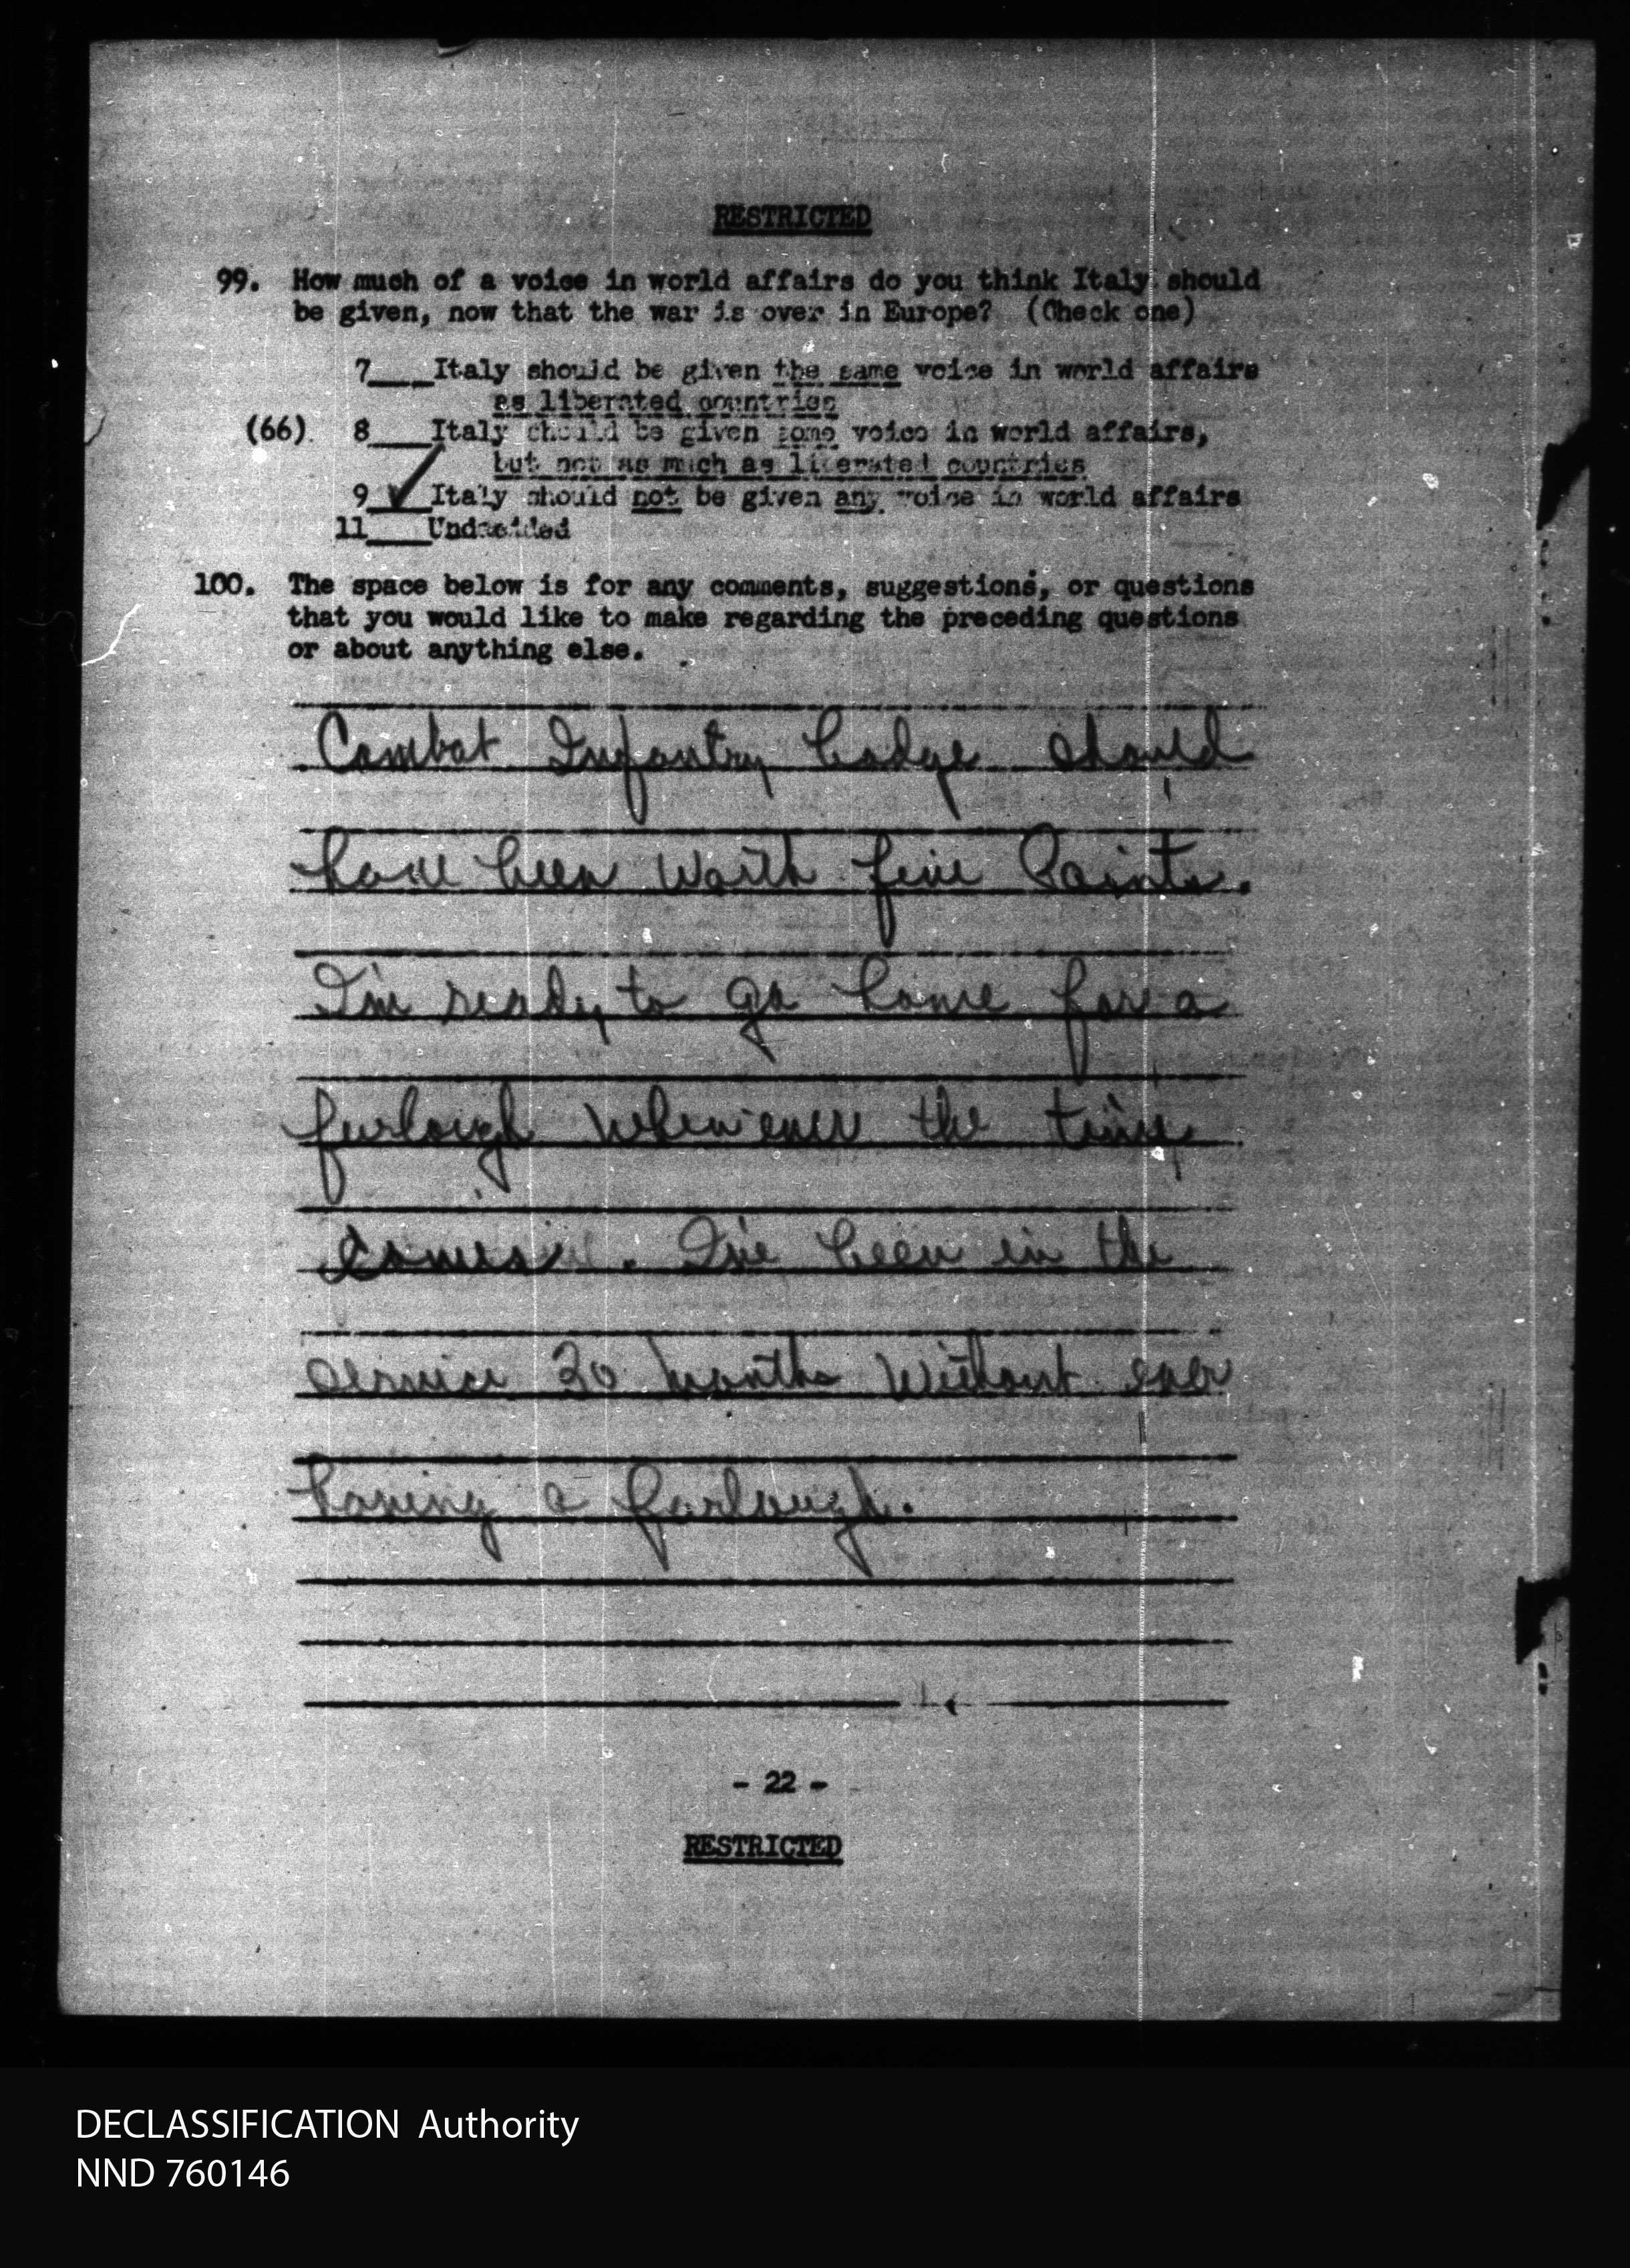 RESTRICTED
99. How much of a voice in world affairs do you think Italy should
be given, now that the war is over in Europe? (Check one)
7___Italy should be given the same voice in world affairs
as liberated countries
(66) 8___Italy should be given some voice in world affairs,
but not as much as liberated countries
9_✓_Italy should not be given any voice in world affairs
11___Undecided
100. The space below is for any comments, suggestions, or questions
that you would like to make regarding the preceding questions
or about anything else.
Combat Infantry badge should
have been worth five Points.
I'm ready to go home for a
furlough whenever the time
comes. I've been in the
service 30 months without ever
having a furlough.
- 22 -
RESTRICTED
DECLASSIFICATION Authority
NND 760146